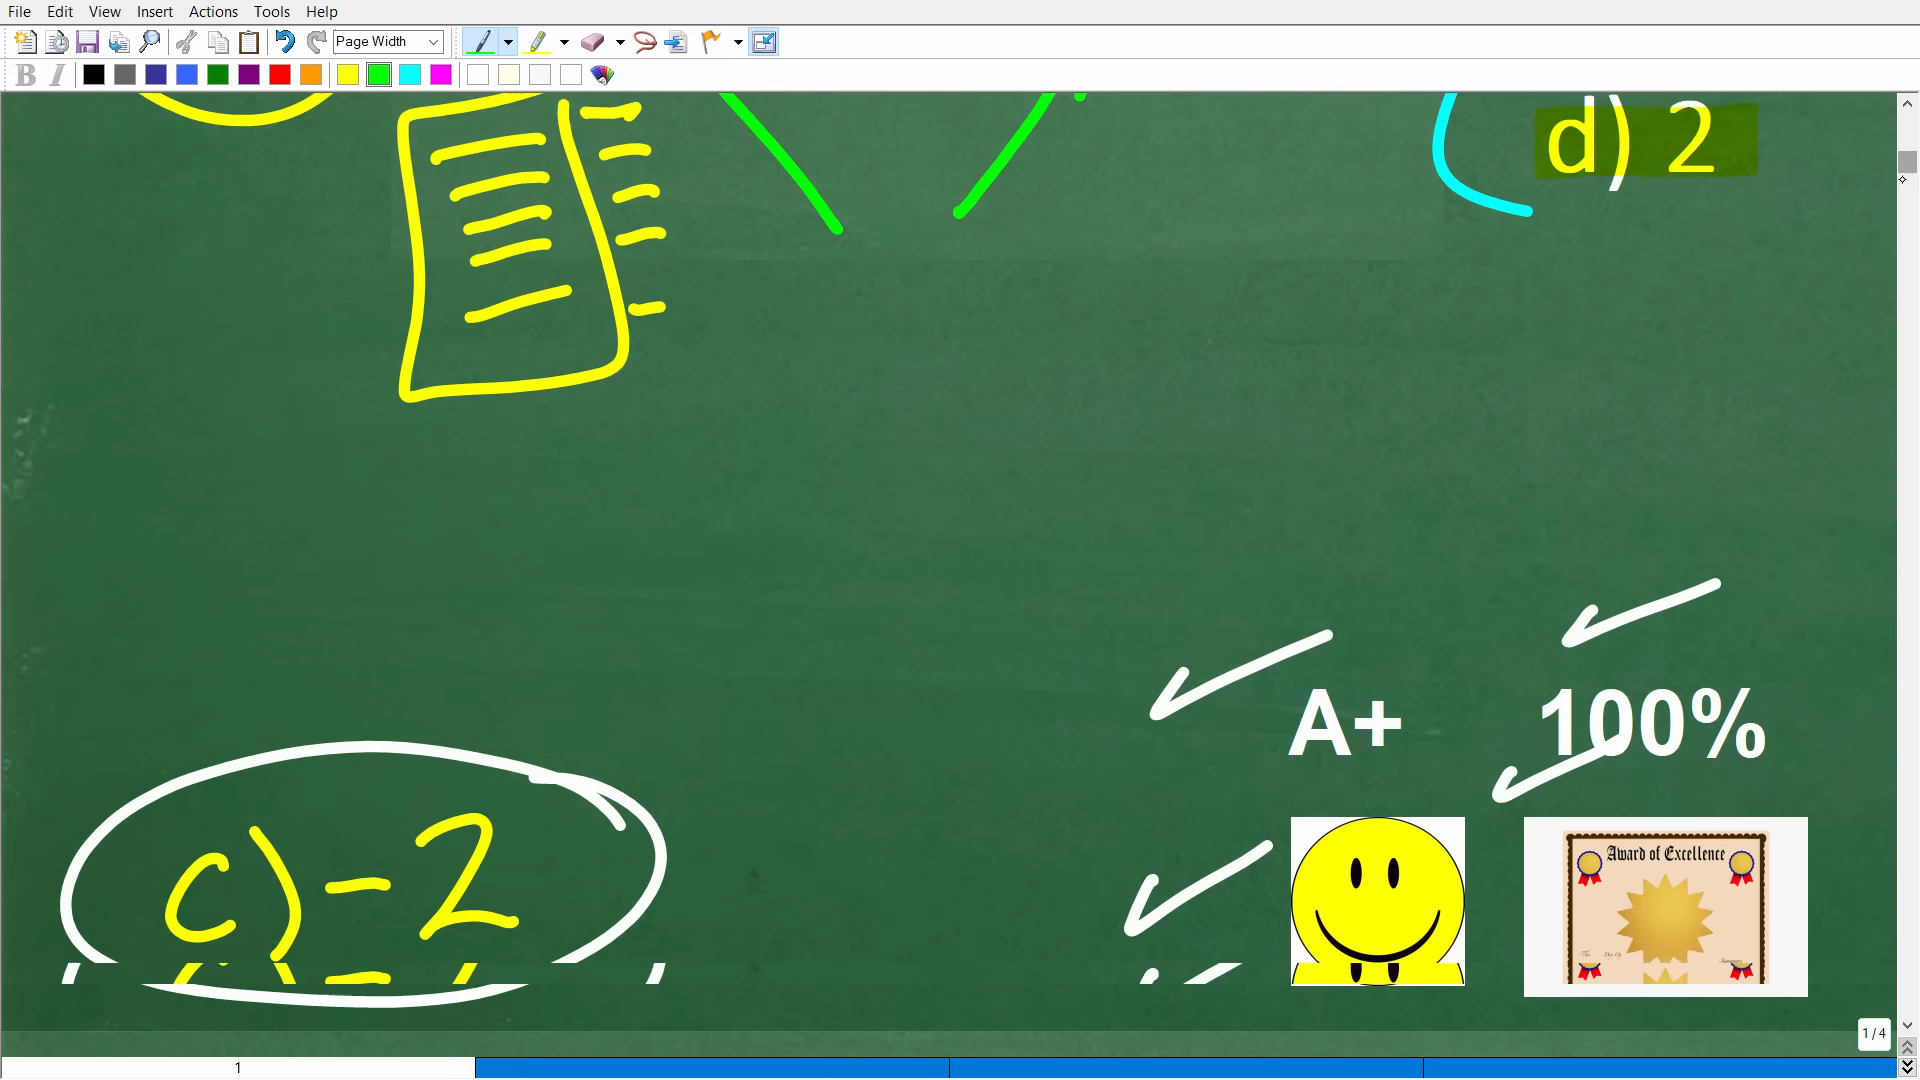 File Edit View Insert Actions Tools Help
Page Width
B I
d) 2
A+ 100%
c) -2
Award of Excellence
1 / 4
1